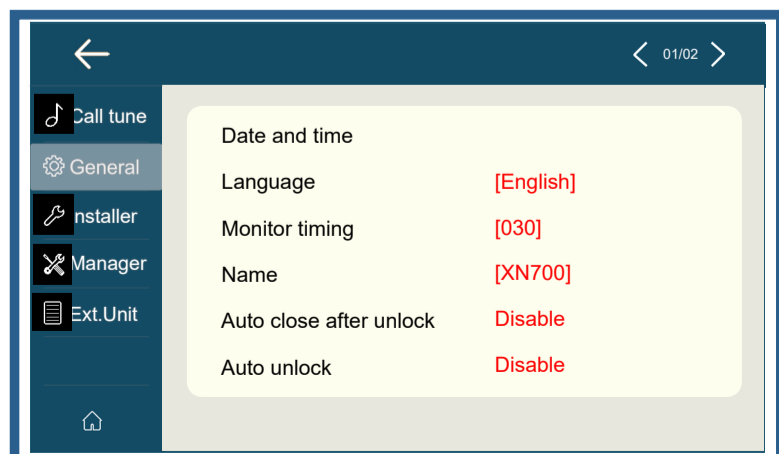 01/02
Call tune
General
nstaller
Manager
Ext.Unit
Date and time
Language [English]
Monitor timing [030]
Name [XN700]
Auto close after unlock Disable
Auto unlock Disable